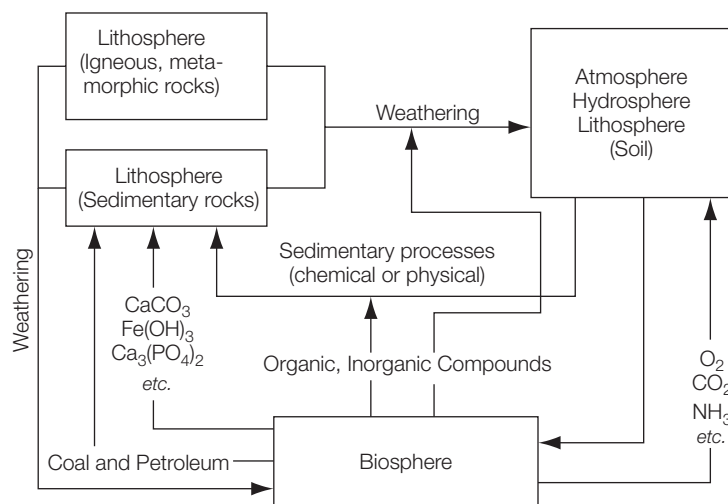 Lithosphere
(Igneous, meta-
morphic rocks)
Atmosphere
Hydrosphere
Lithosphere
(Soil)
Weathering
Lithosphere
(Sedimentary rocks)
Sedimentary processes
(chemical or physical)
Weathering
CaCO₃
Fe(OH)₃
Ca₃(PO₄)₂
etc.
Organic, Inorganic Compounds
O₂
CO₂
NH₃
etc.
Coal and Petroleum
Biosphere